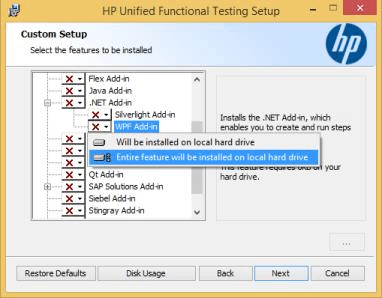 HP Unified Functional Testing Setup
Custom Setup
Select the features to be installed
hp
Flex Add-in
Java Add-in
.NET Add-in
Silverlight Add-in
WPF Add-in
Will be installed on local hard drive
Entire feature will be installed on local hard drive
Qt Add-in
SAP Solutions Add-in
Siebel Add-in
Stingray Add-in
Installs the .NET Add-in, which
enables you to create and run steps
This feature requires 0KB on your
hard drive.
...
Restore Defaults
Disk Usage
Back
Next
Cancel